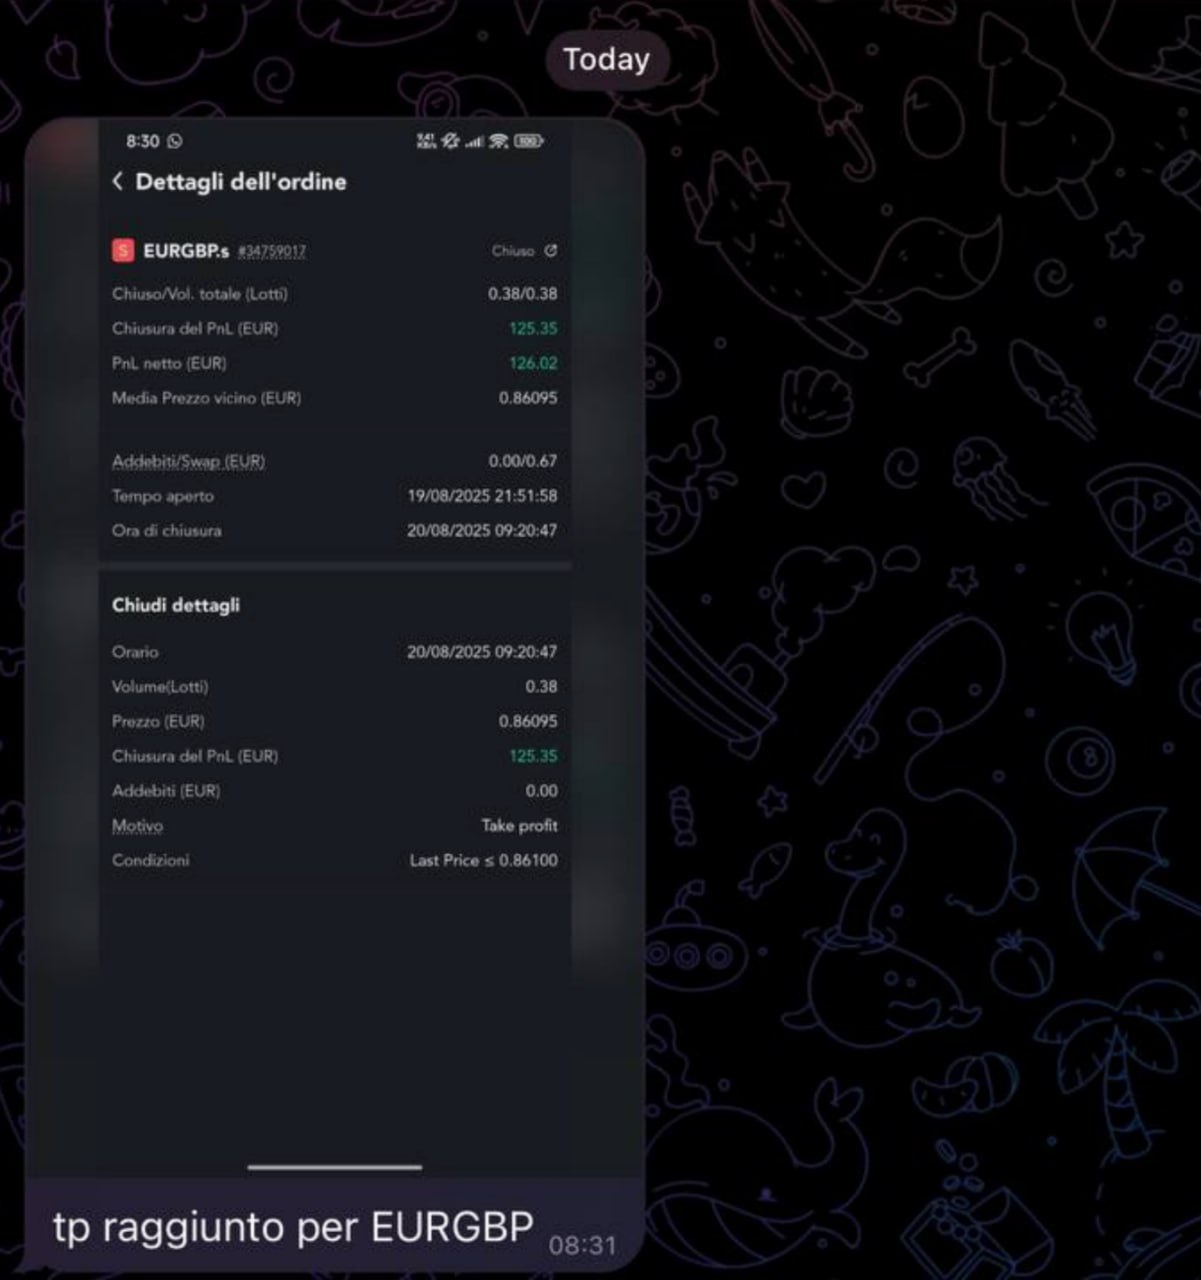 Today
8:30
100
Dettagli dell'ordine
S EURGBP.s #34759017 Chiuso
Chiuso/Vol. totale (Lotti) 0.38/0.38
Chiusura del PnL (EUR) 125.35
PnL netto (EUR) 126.02
Media Prezzo vicino (EUR) 0.86095
Addebiti/Swap (EUR) 0.00/0.67
Tempo aperto 19/08/2025 21:51:58
Ora di chiusura 20/08/2025 09:20:47
Chiudi dettagli
Orario 20/08/2025 09:20:47
Volume(Lotti) 0.38
Prezzo (EUR) 0.86095
Chiusura del PnL (EUR) 125.35
Addebiti (EUR) 0.00
Motivo Take profit
Condizioni Last Price ≤ 0.86100
tp raggiunto per EURGBP 08:31